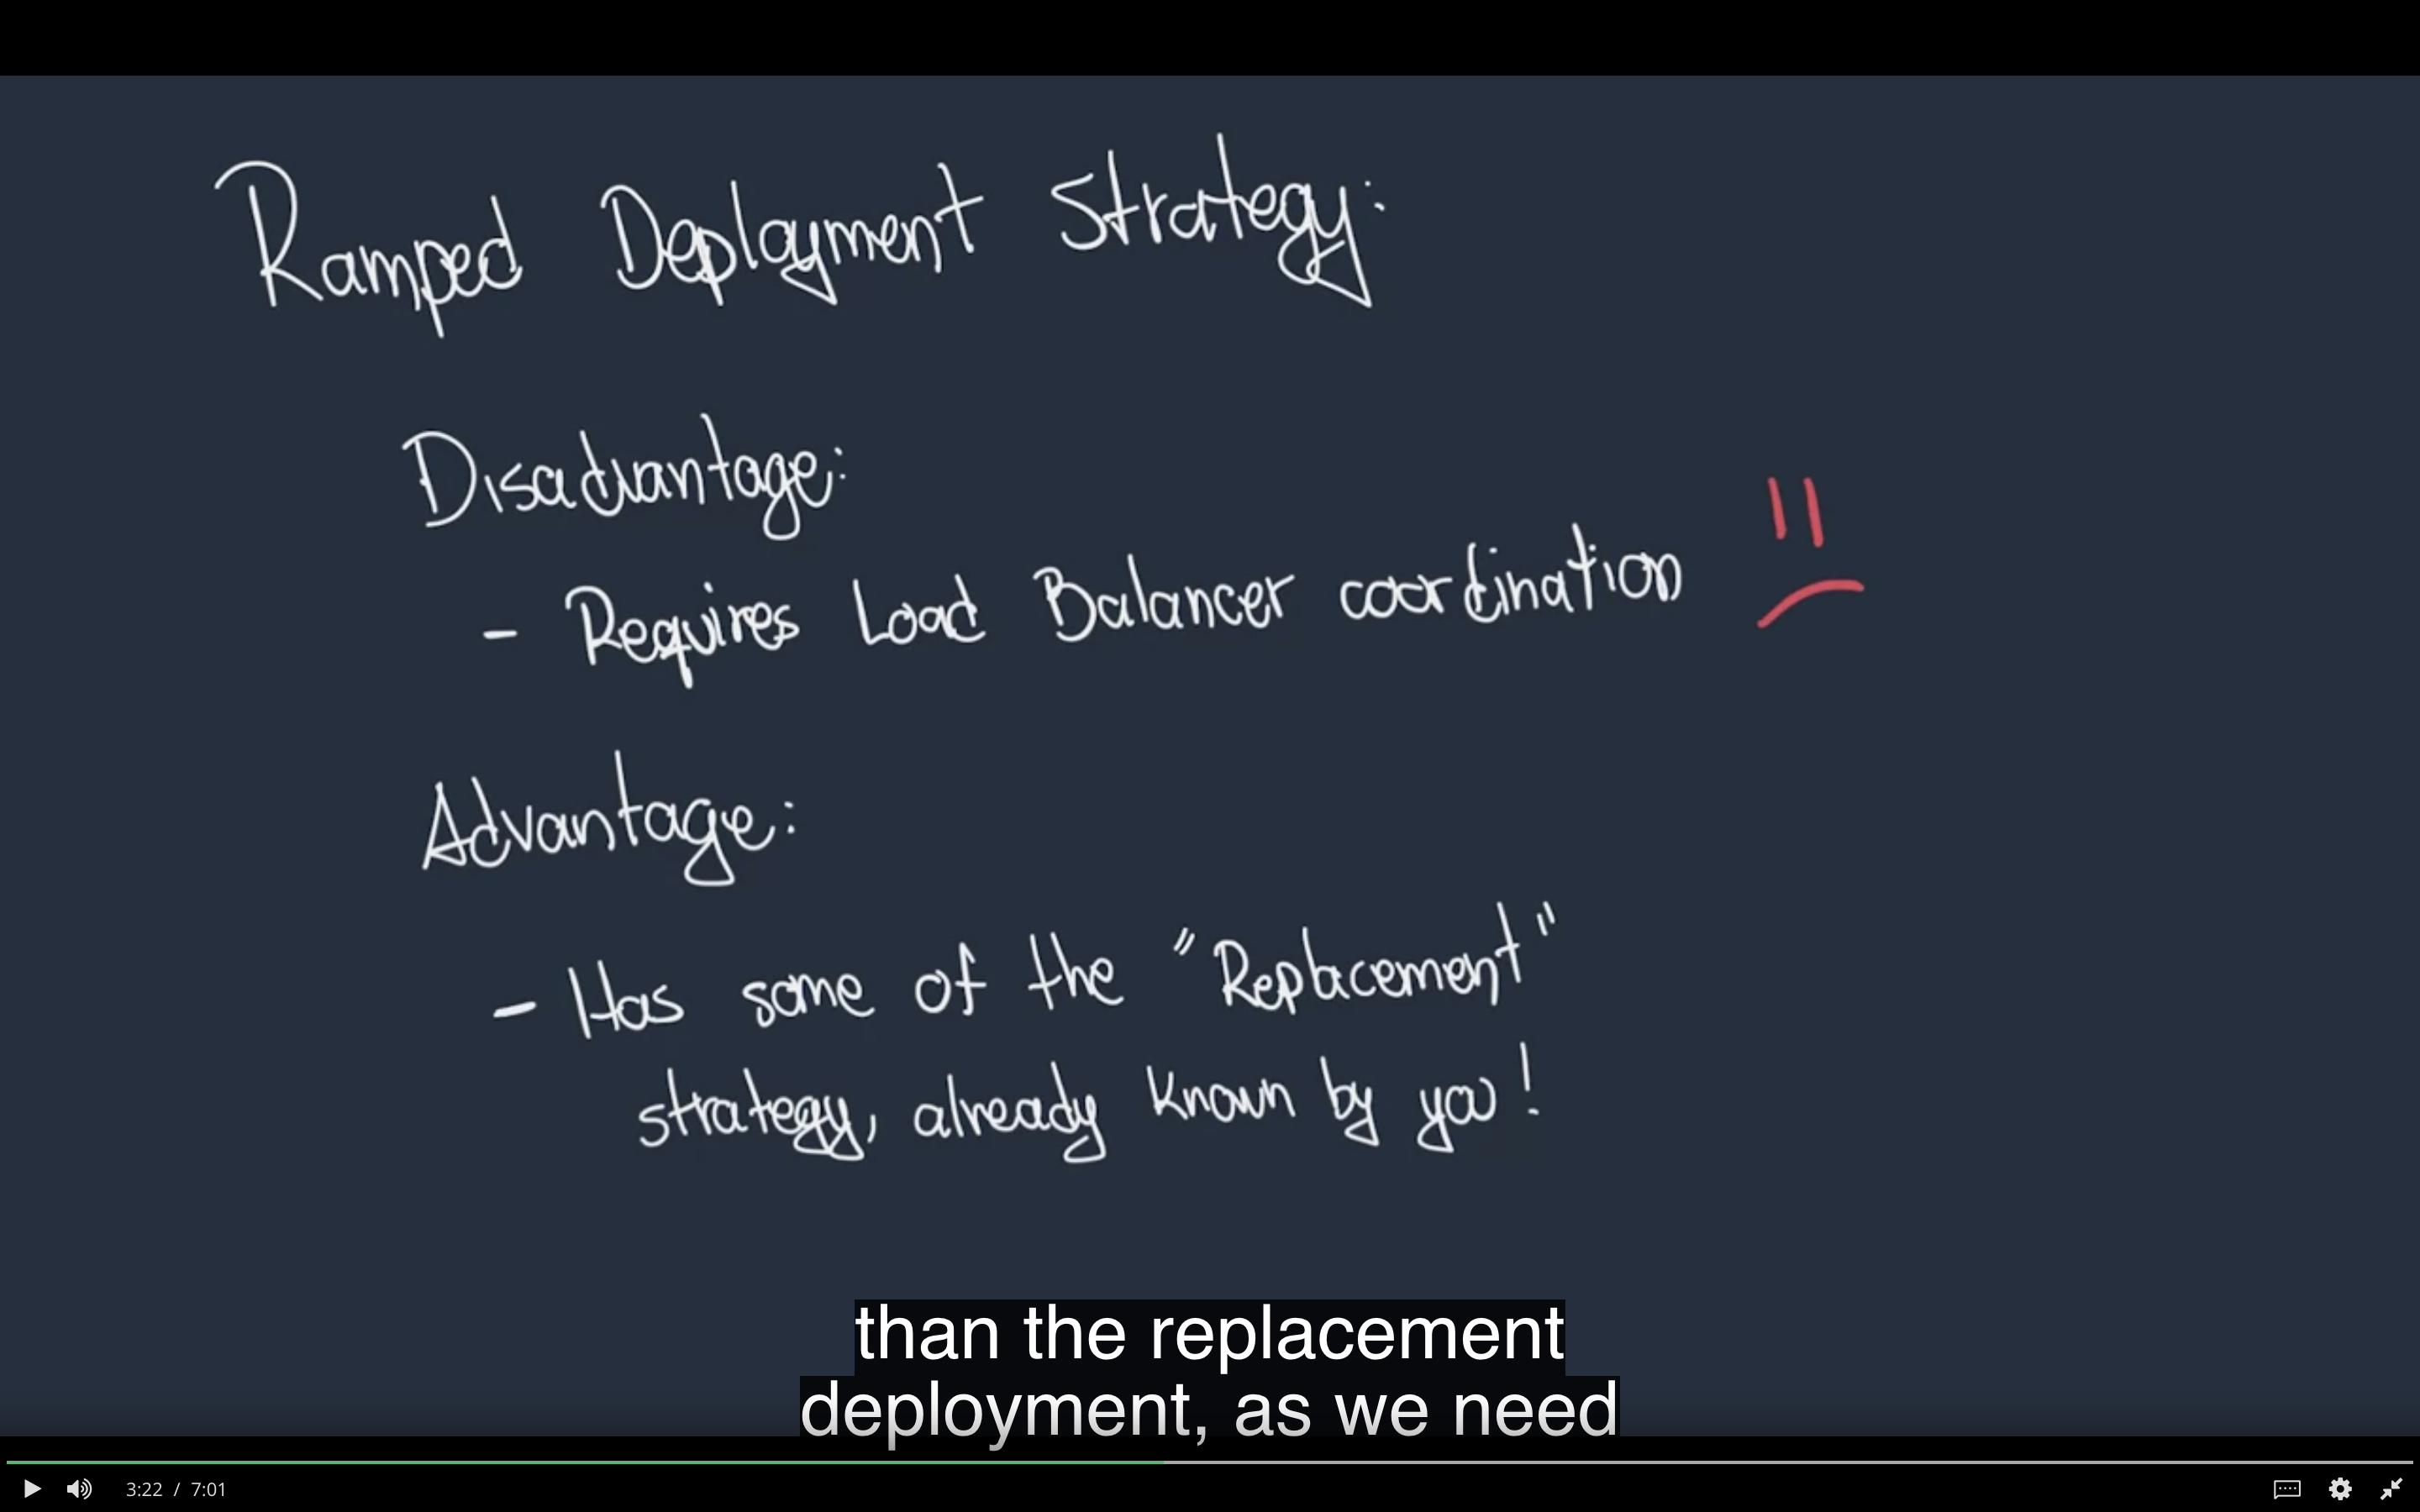 Ramped Deployment Strategy:
Disadvantage:
- Requires Load Balancer coordination
Advantage:
- Has some of the "Replacement"
strategy, already known by you!
than the replacement
deployment, as we need
3:22 / 7:01